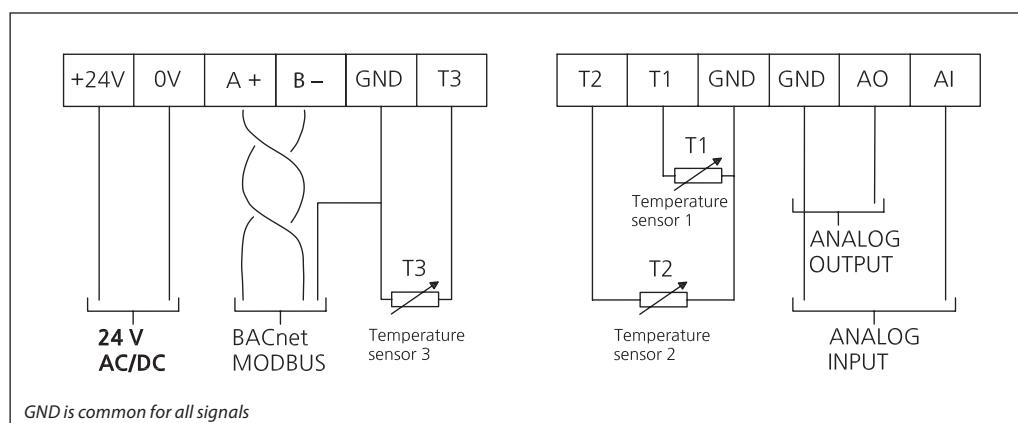 +24V 0V A + B – GND T3
T2 T1 GND GND AO AI
T1
Temperature
sensor 1
ANALOG
OUTPUT
T3
T2
24 V
AC/DC
BACnet
MODBUS
Temperature
sensor 3
Temperature
sensor 2
ANALOG
INPUT
GND is common for all signals